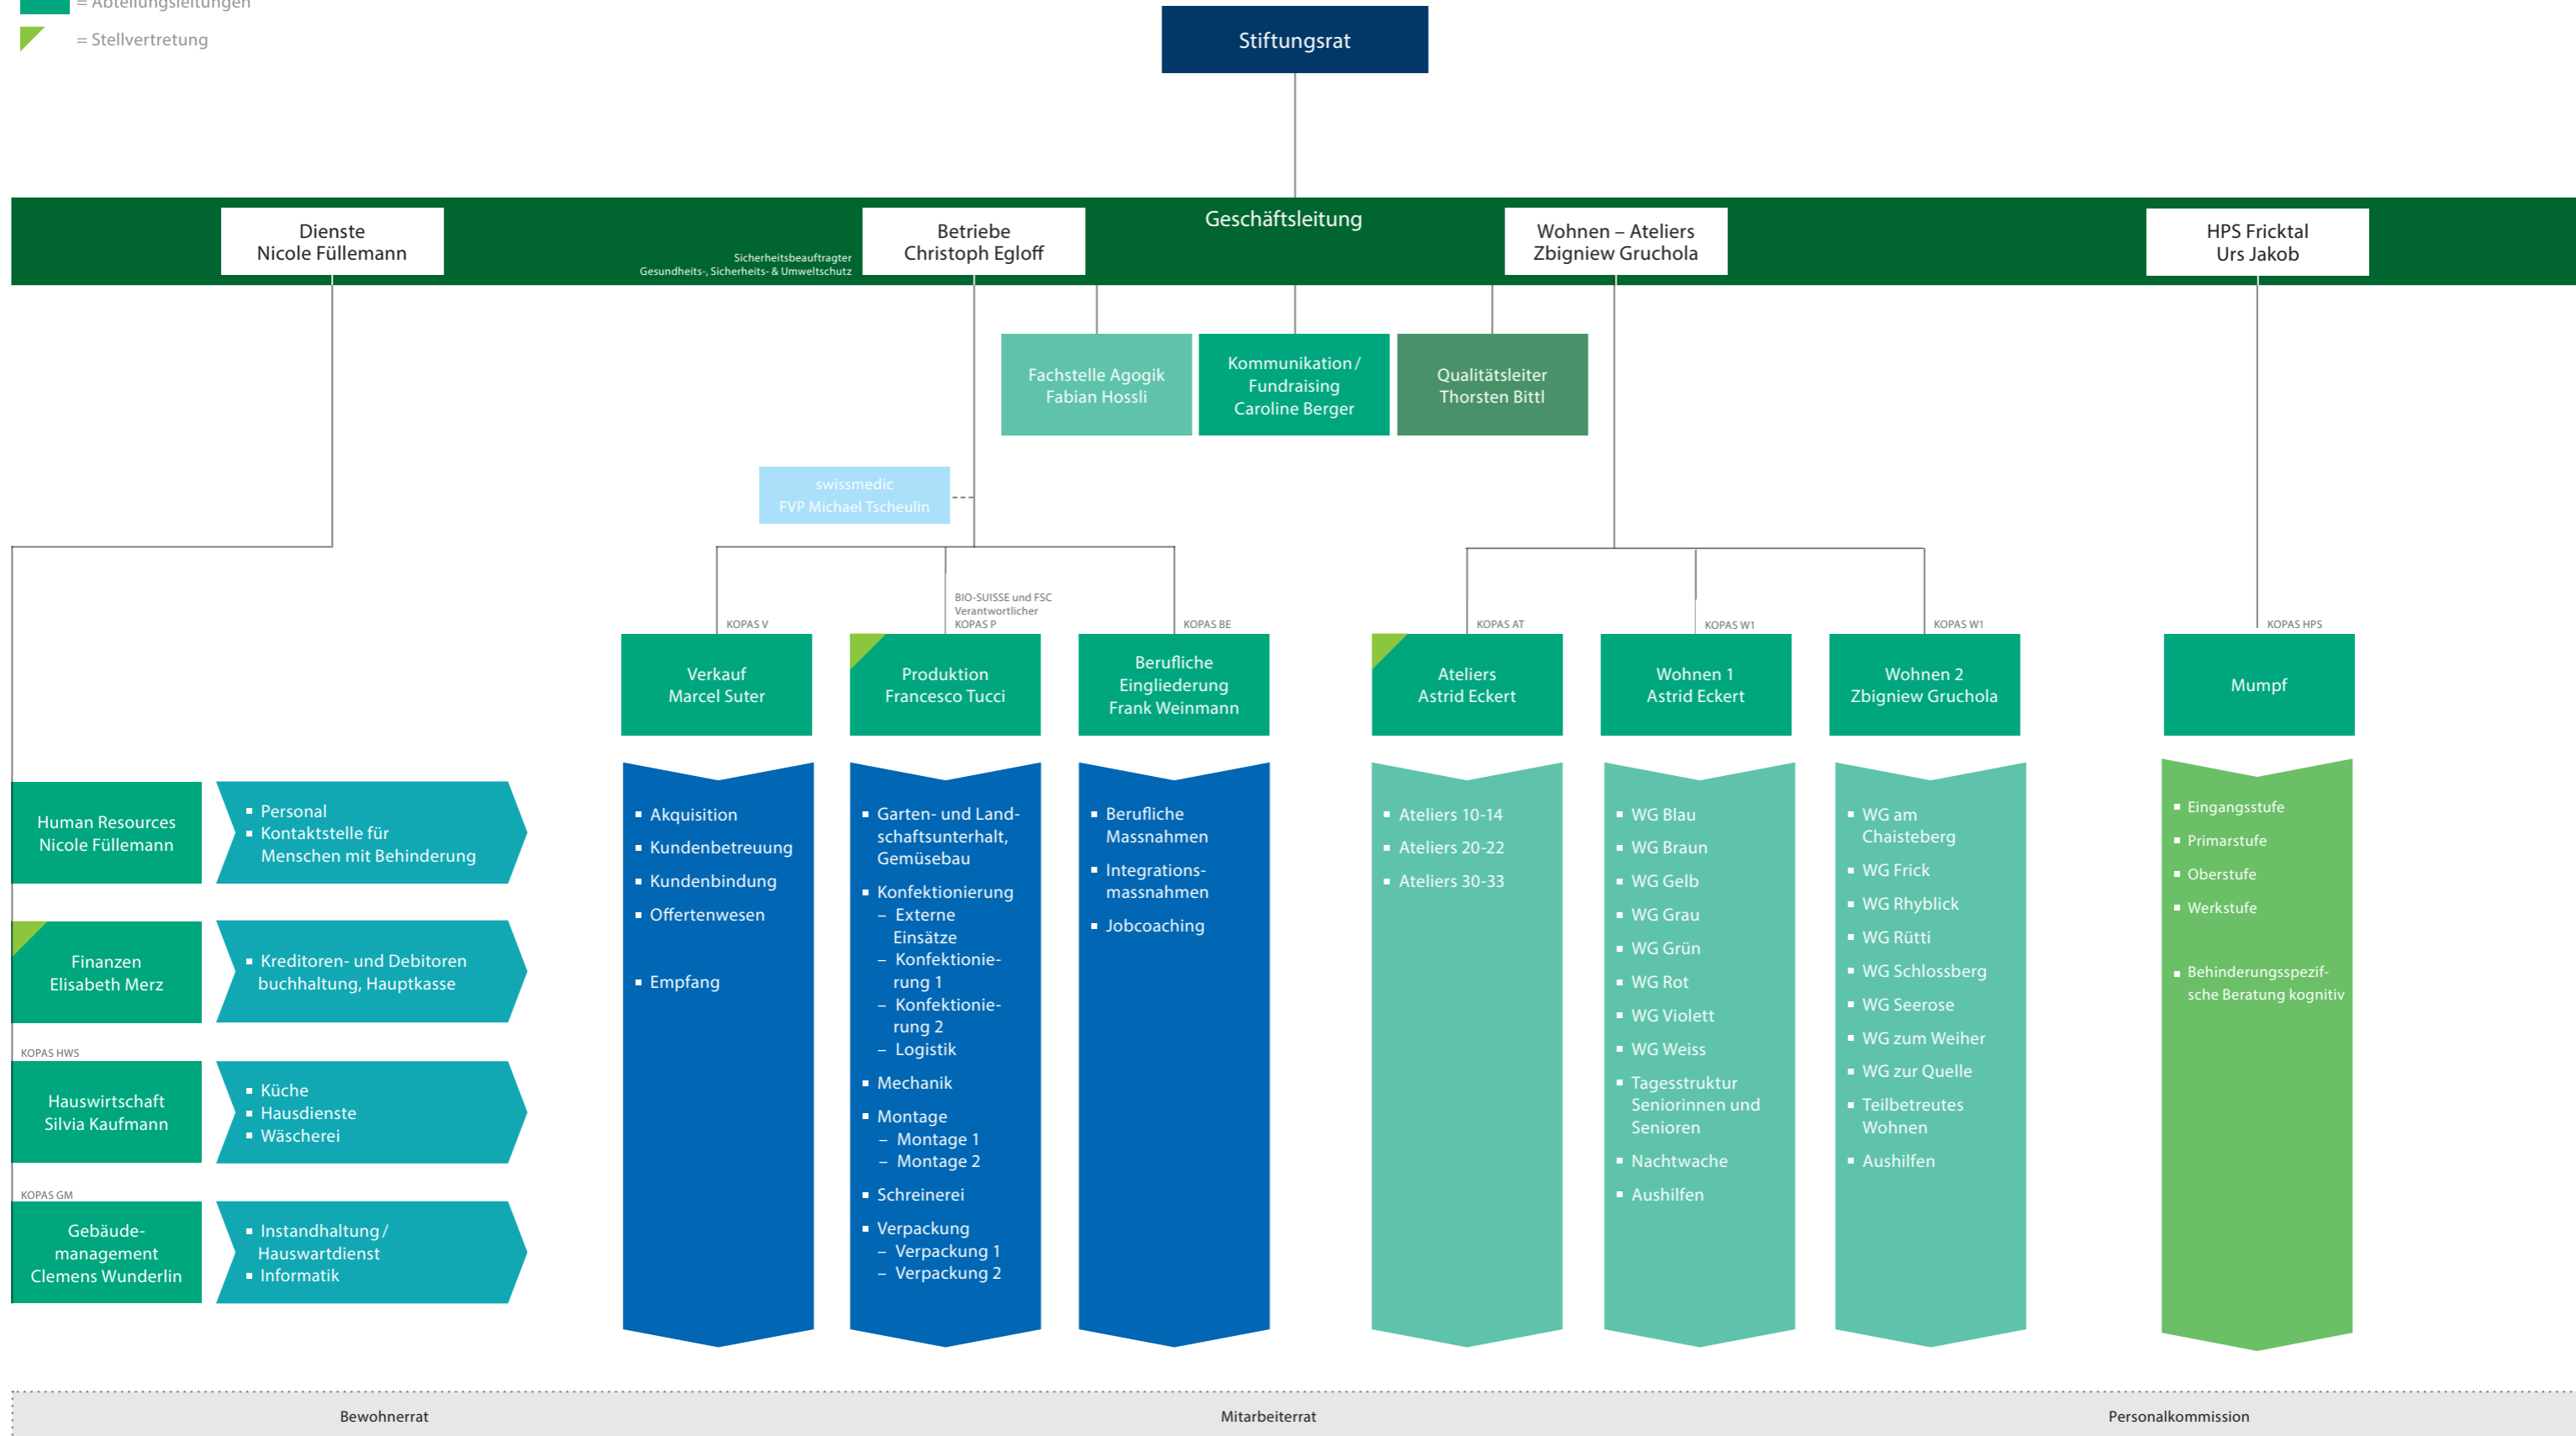 = Abteilungsleitungen
= Stellvertretung
Stiftungsrat
Geschäftsleitung
Dienste
Nicole Füllemann
Sicherheitsbeauftragter
Gesundheits-, Sicherheits- & Umweltschutz
Betriebe
Christoph Egloff
Wohnen – Ateliers
Zbigniew Gruchola
HPS Fricktal
Urs Jakob
Fachstelle Agogik
Fabian Hossli
Kommunikation /
Fundraising
Caroline Berger
Qualitätsleiter
Thorsten Bittl
swissmedic
FVP Michael Tscheulin
KOPAS V
BIO-SUISSE und FSC
Verantwortlicher
KOPAS P
KOPAS BE
KOPAS AT
KOPAS W1
KOPAS W1
KOPAS HPS
Verkauf
Marcel Suter
Produktion
Francesco Tucci
Berufliche
Eingliederung
Frank Weinmann
Ateliers
Astrid Eckert
Wohnen 1
Astrid Eckert
Wohnen 2
Zbigniew Gruchola
Mumpf
Human Resources
Nicole Füllemann
▪ Personal
▪ Kontaktstelle für
Menschen mit Behinderung
Finanzen
Elisabeth Merz
▪ Kreditoren- und Debitoren
buchhaltung, Hauptkasse
KOPAS HWS
Hauswirtschaft
Silvia Kaufmann
▪ Küche
▪ Hausdienste
▪ Wäscherei
KOPAS GM
Gebäude-
management
Clemens Wunderlin
▪ Instandhaltung /
Hauswartdienst
▪ Informatik
▪ Akquisition
▪ Kundenbetreuung
▪ Kundenbindung
▪ Offertenwesen
▪ Empfang
▪ Garten- und Land-
schaftsunterhalt,
Gemüsebau
▪ Konfektionierung
– Externe
Einsätze
– Konfektionie-
rung 1
– Konfektionie-
rung 2
– Logistik
▪ Mechanik
▪ Montage
– Montage 1
– Montage 2
▪ Schreinerei
▪ Verpackung
– Verpackung 1
– Verpackung 2
▪ Berufliche
Massnahmen
▪ Integrations-
massnahmen
▪ Jobcoaching
▪ Ateliers 10-14
▪ Ateliers 20-22
▪ Ateliers 30-33
▪ WG Blau
▪ WG Braun
▪ WG Gelb
▪ WG Grau
▪ WG Grün
▪ WG Rot
▪ WG Violett
▪ WG Weiss
▪ Tagesstruktur
Seniorinnen und
Senioren
▪ Nachtwache
▪ Aushilfen
▪ WG am
Chaisteberg
▪ WG Frick
▪ WG Rhyblick
▪ WG Rütti
▪ WG Schlossberg
▪ WG Seerose
▪ WG zum Weiher
▪ WG zur Quelle
▪ Teilbetreutes
Wohnen
▪ Aushilfen
▪ Eingangsstufe
▪ Primarstufe
▪ Oberstufe
▪ Werkstufe
▪ Behinderungsspezif-
sche Beratung kognitiv
Bewohnerrat
Mitarbeiterrat
Personalkommission